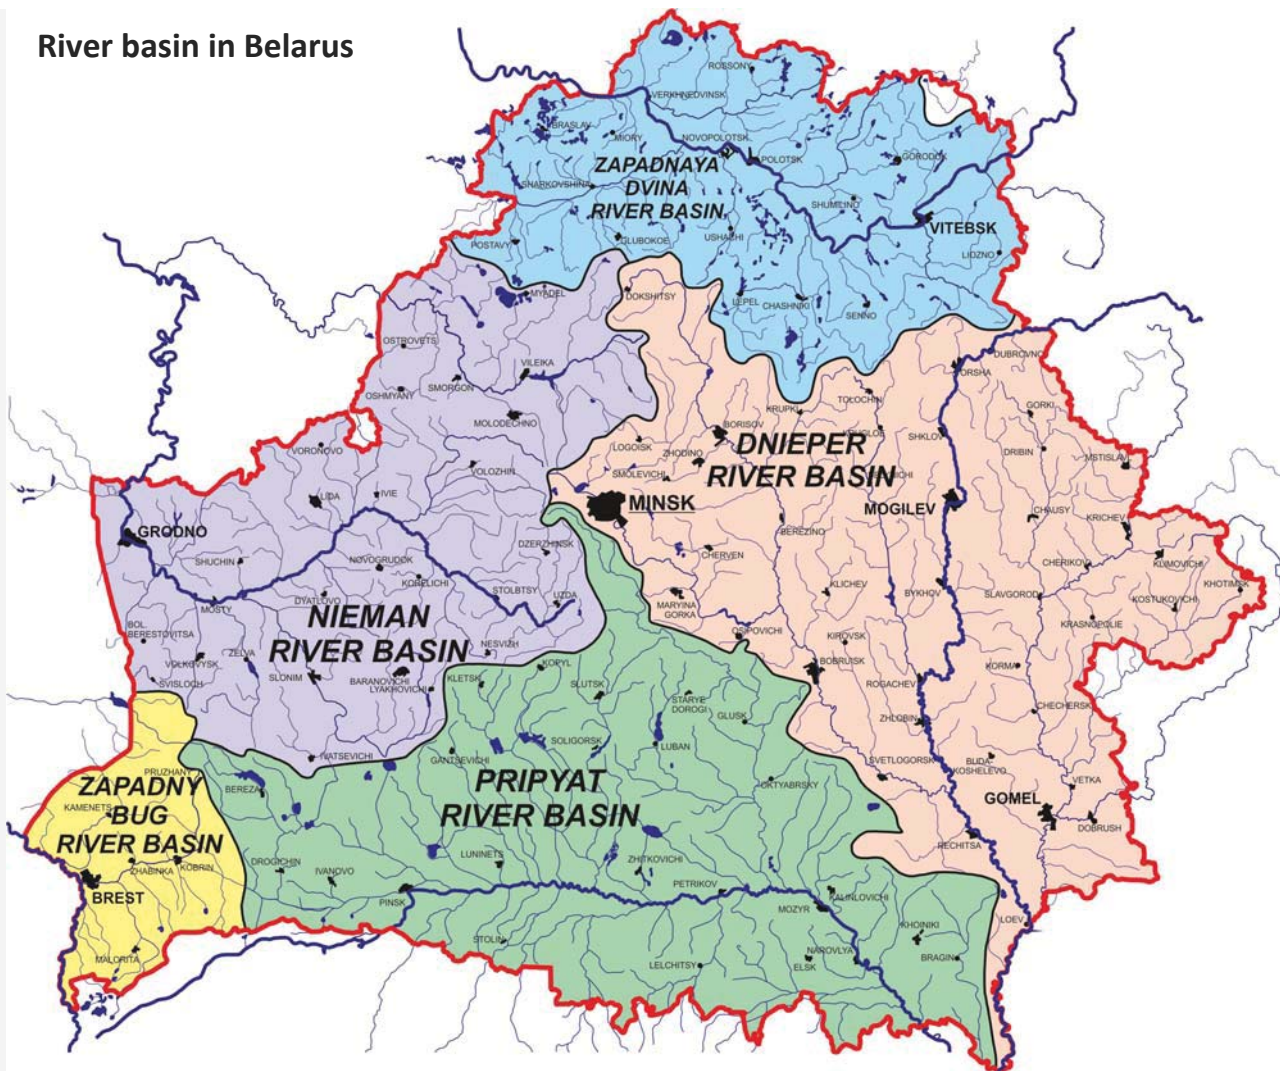 River basin in Belarus
ROSSONY
VERKHNEDVINSK
BRASLAV
MIORY
NOVOPOLOTSK
POLOTSK
GORODOK
ZAPADNAYA
DVINA
RIVER BASIN
SHARKOVSHINA
SHUMILINO
VITEBSK
POSTAVY
GLUBOKOE
USHACHI
LIDZNO
MYADEL
DOKSHITSY
LEPEL
CHASHNIKI
SENNO
OSTROVETS
DUBROVNO
VILEIKA
ORSHA
SMORGON
OSHMYANY
TOLOCHIN
KRUPKI
GORKI
MOLODECHNO
BORISOV
SHKLOV
LOGOISK
DNIEPER
RIVER BASIN
VORONOVO
ZHODINO
DRIBIN
MSTISLAV
VOLOZHIN
SMOLEVICHI
LIDA
IVIE
MINSK
MOGILEV
CHAUSY
KRICHEV
GRODNO
BEREZINO
DZERZHINSK
CHERVEN
SHUCHIN
NOVOGRUDOK
CHERIKOV
KLIMOVICHI
KORELICHI
KHOTIMSK
STOLBTSY
UZDA
KLICHEV
BYKHOV
SLAVGOROD
KOSTUKOVICHI
MOSTY
DYATLOVO
MARYINA
GORKA
NIEMAN
RIVER BASIN
BOL.
BERESTOVITSA
OSIPOVICHI
KIROVSK
KRASNOPOLIE
ZELVA
NESVIZH
VOLKOVYSK
KOPYL
BOBRUISK
KORMA
SVISLOCH
SLONIM
BARANOVICHI
LYAKHOVICHI
KLETSK
SLUTSK
ROGACHEV
STARYE
DOROGI
CHECHERSK
GLUSK
ZHLOBIN
SOLIGORSK
LUBAN
IVATSEVICHI
GANTSEVICHI
SVETLOGORSK
BUDA-
KOSHELEVO
PRUZHANY
ZAPADNY
BUG
RIVER BASIN
PRIPYAT
RIVER BASIN
BEREZA
OKTYABRSKY
VETKA
KAMENETS
GOMEL
DOBRUSH
RECHITSA
ZHABINKA
KOBRIN
DROGICHIN
IVANOVO
LUNINETS
ZHITKOVICHI
BREST
PINSK
PETRIKOV
KALINLOVICHI
MOZYR
LOEV
KHOINIKI
STOLIN
NAROVLYA
MALORITA
LELCHITSY
ELSK
BRAGIN